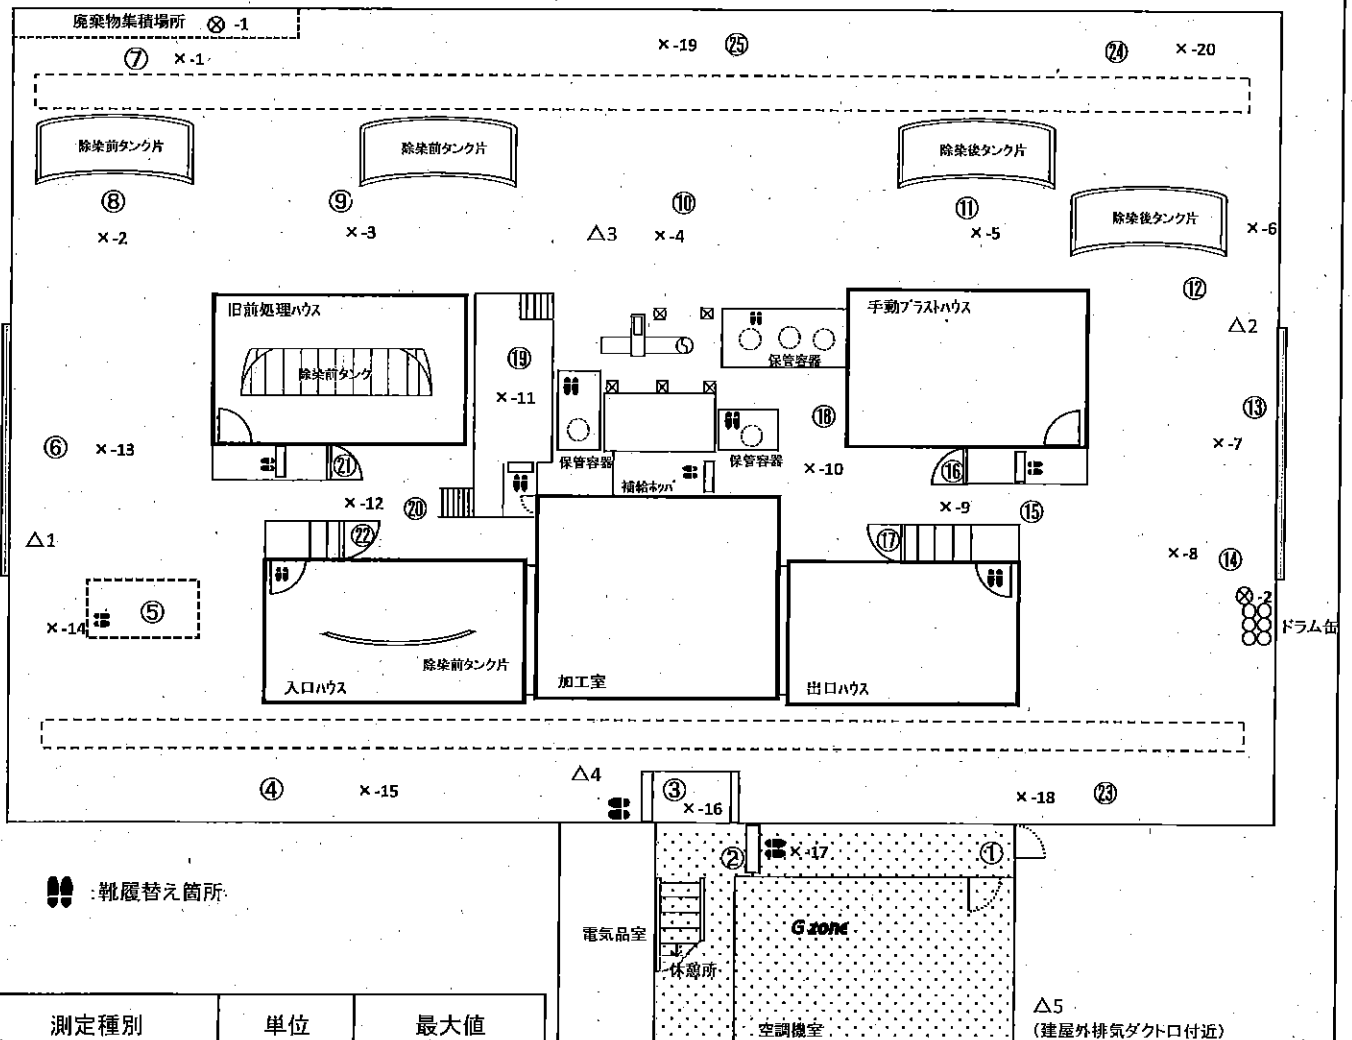 廃棄物集積場所 ⊗ -1
⑦ ×-1
×-19 ㉕
㉔ ×-20
除染前タンク片
除染前タンク片
除染後タンク片
除染後タンク片
⑧
⑨
⑩
⑪
×-2
×-3
△3 ×-4
×-5
×-6
⑫
旧前処理ハウス
手動ブラストハウス
△2
⑲
保管容器
除染前タンク
×-11
⑱
⑬
⑥ ×-13
×-7
㉑
保管容器
保管容器
×-10
⑯
補給ホッパ
×-12 ⑳
×-9 ⑮
△1
㉒
⑰
×-8 ⑭
⊗-2
⑤
×-14
ドラム缶
除染前タンク片
入口ハウス
加工室
出口ハウス
④ ×-15
△4
③
×-16
×-18 ㉓
② ×-17
①
:靴履替え箇所
電気品室
G zone
休憩所
測定種別 単位 最大値
空調機室
△5
(建屋外排気ダクト口付近)